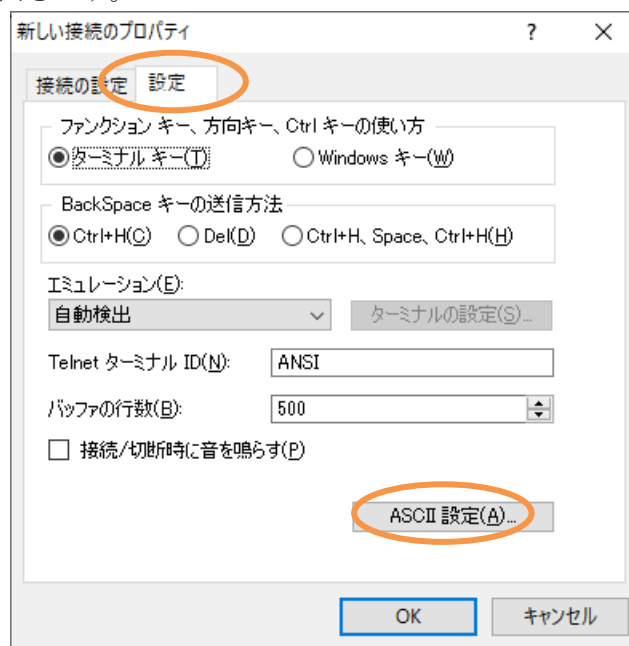 新しい接続のプロパティ ? ×
接続の設定 設定
ファンクション キー、方向キー、Ctrl キーの使い方
ターミナル キー(T) Windows キー(W)
BackSpace キーの送信方法
Ctrl+H(C) Del(D) Ctrl+H、Space、Ctrl+H(H)
エミュレーション(E):
自動検出 ターミナルの設定(S)...
Telnet ターミナル ID(N): ANSI
バッファの行数(B): 500
接続/切断時に音を鳴らす(P)
ASCII 設定(A)...
OK キャンセル